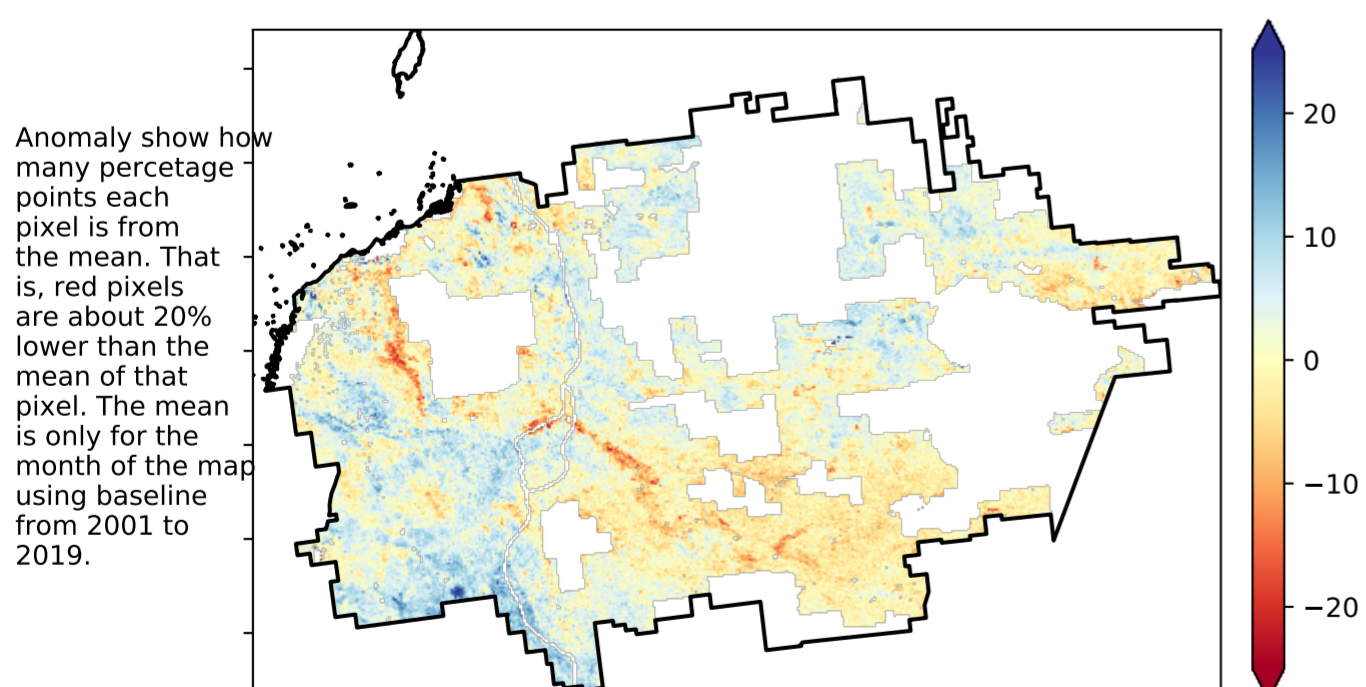 Anomaly show how
many percetage
points each
pixel is from
the mean. That
is, red pixels
are about 20%
lower than the
mean of that
pixel. The mean
is only for the
month of the map
using baseline
from 2001 to
2019.
20
10
0
−10
−20